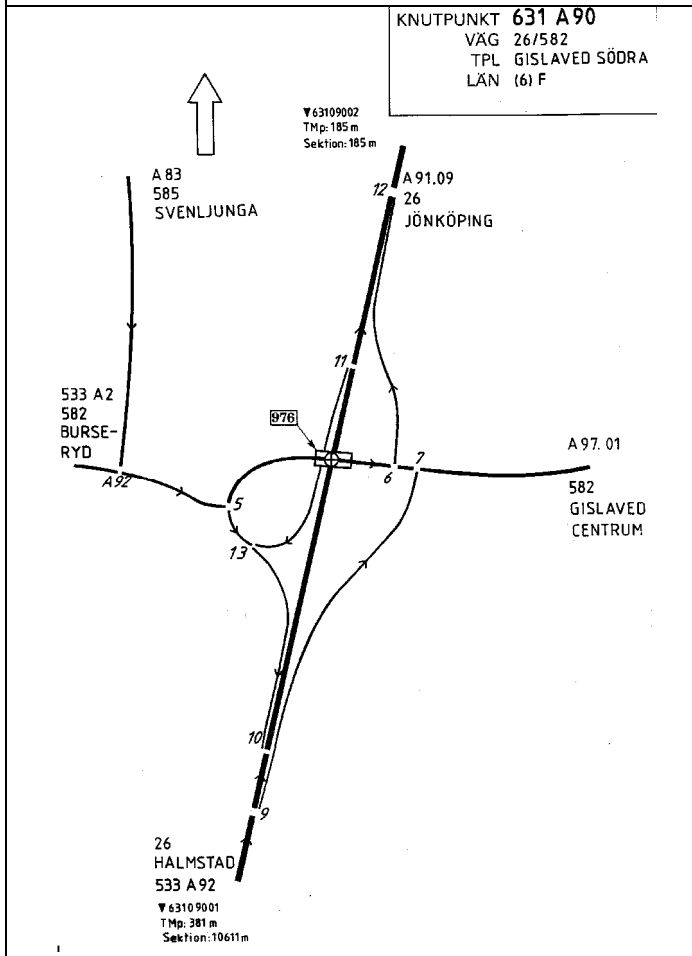 KNUTPUNKT 631 A90
VÄG 26/582
TPL GISLAVED SÖDRA
LÄN (6) F
▼63109002
TMp: 185 m
Sektion: 185 m
A 83
585
SVENLJUNGA
12
A 91.09
26
JÖNKÖPING
11
533 A2
582
BURSE-
RYD
976
A92
5
6
7
A 97. 01
582
GISLAVED
CENTRUM
13
10
9
26
HALMSTAD
533 A 92
▼63109001
TMp: 381 m
Sektion: 10611m